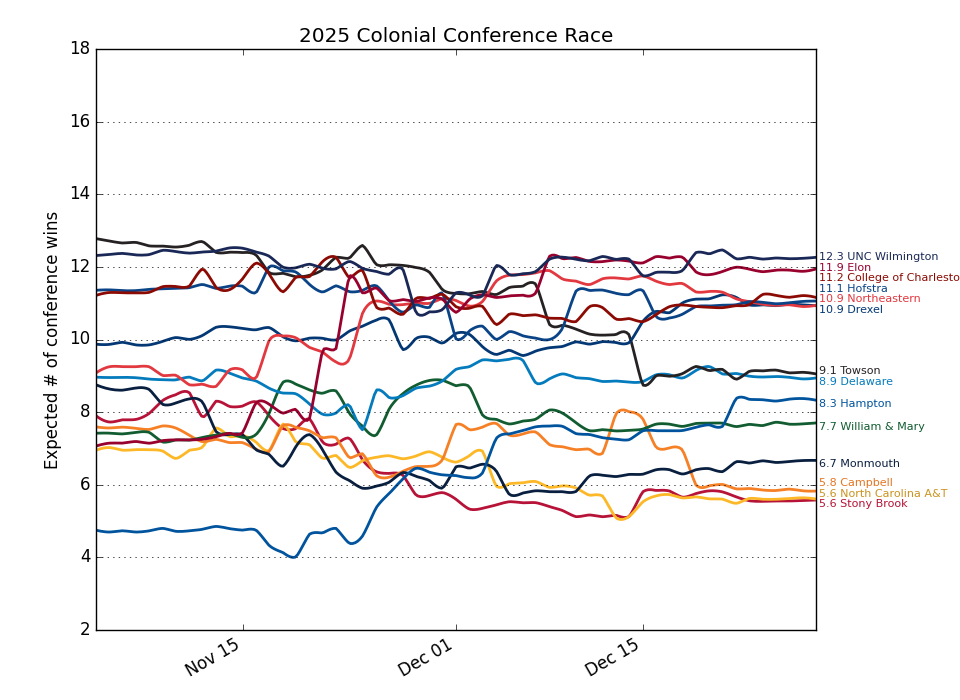 2025 Colonial Conference Race
Expected # of conference wins
18
16
14
12
10
8
6
4
2
Nov 15
Dec 01
Dec 15
12.3 UNC Wilmington
11.9 Elon
11.2 College of Charlesto
11.1 Hofstra
10.9 Northeastern
10.9 Drexel
9.1 Towson
8.9 Delaware
8.3 Hampton
7.7 William & Mary
6.7 Monmouth
5.8 Campbell
5.6 North Carolina A&T
5.6 Stony Brook